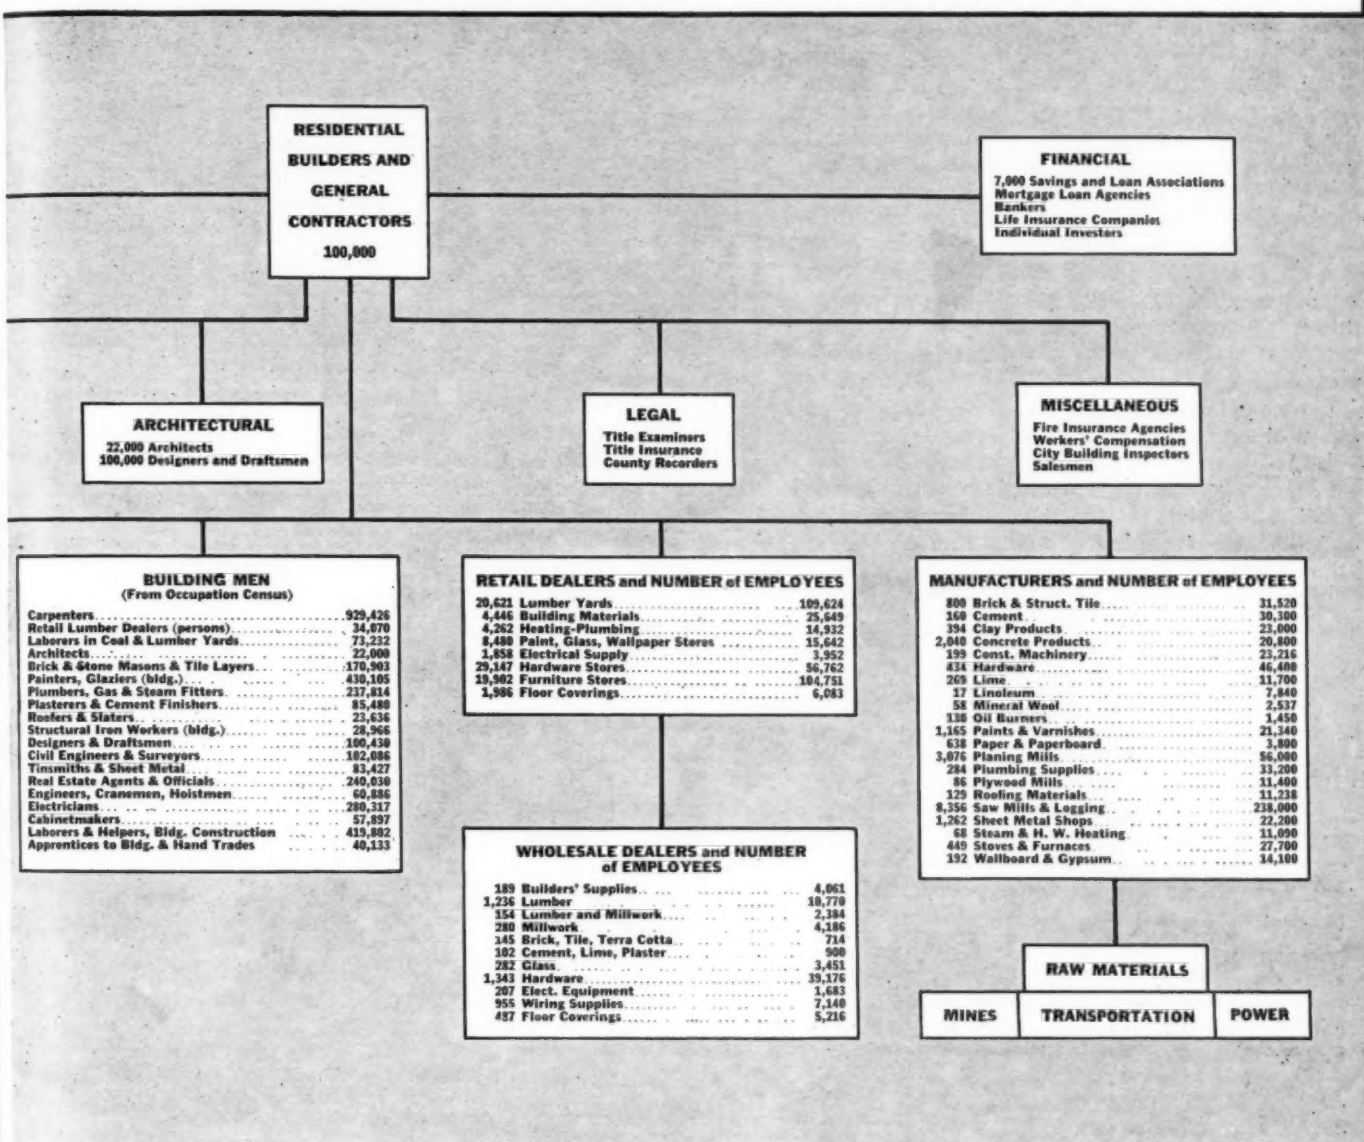 RESIDENTIAL
BUILDERS AND
GENERAL
CONTRACTORS
100,000
FINANCIAL
7,000 Savings and Loan Associations
Mortgage Loan Agencies
Bankers
Life Insurance Companies
Individual Investors
ARCHITECTURAL
22,000 Architects
100,000 Designers and Draftsmen
LEGAL
Title Examiners
Title Insurance
County Recorders
MISCELLANEOUS
Fire Insurance Agencies
Workers' Compensation
City Building Inspectors
Salesmen
BUILDING MEN
(From Occupation Census)
Carpenters 929,426
Retail Lumber Dealers (persons) 34,070
Laborers in Coal & Lumber Yards 73,232
Architects 22,000
Brick & Stone Masons & Tile Layers 170,903
Painters, Glaziers (bldg.) 430,105
Plumbers, Gas & Steam Fitters 237,814
Plasterers & Cement Finishers 85,480
Roofers & Slaters 23,636
Structural Iron Workers (bldg.) 28,966
Designers & Draftsmen 100,430
Civil Engineers & Surveyors 102,086
Tinsmiths & Sheet Metal 83,427
Real Estate Agents & Officials 240,030
Engineers, Cranemen, Hoistmen 60,886
Electricians 280,317
Cabinetmakers 57,897
Laborers & Helpers, Bldg. Construction 419,802
Apprentices to Bldg. & Hand Trades 40,133
RETAIL DEALERS and NUMBER of EMPLOYEES
20,621 Lumber Yards 109,624
4,446 Building Materials 25,649
4,262 Heating-Plumbing 14,932
8,480 Paint, Glass, Wallpaper Stores 15,642
1,858 Electrical Supply 3,952
29,147 Hardware Stores 56,762
19,902 Furniture Stores 104,751
1,986 Floor Coverings 6,083
WHOLESALE DEALERS and NUMBER
of EMPLOYEES
189 Builders' Supplies 4,061
1,236 Lumber 10,770
154 Lumber and Millwork 2,384
280 Millwork 4,186
145 Brick, Tile, Terra Cotta 714
102 Cement, Lime, Plaster 900
282 Glass 3,451
1,343 Hardware 39,176
207 Elect. Equipment 1,683
955 Wiring Supplies 7,140
487 Floor Coverings 5,216
MANUFACTURERS and NUMBER of EMPLOYEES
800 Brick & Struct. Tile 31,520
160 Cement 30,300
394 Clay Products 23,000
2,040 Concrete Products 20,800
199 Const. Machinery 23,216
434 Hardware 46,400
269 Lime 11,700
17 Linoleum 7,840
58 Mineral Wool 2,537
130 Oil Burners 1,450
1,165 Paints & Varnishes 21,340
638 Paper & Paperboard 3,800
3,076 Planing Mills 56,000
284 Plumbing Supplies 33,200
86 Plywood Mills 11,400
129 Roofing Materials 11,238
8,356 Saw Mills & Logging 238,000
1,262 Sheet Metal Shops 22,200
68 Steam & H. W. Heating 11,090
449 Stoves & Furnaces 27,700
192 Wallboard & Gypsum 14,100
RAW MATERIALS
MINES TRANSPORTATION POWER